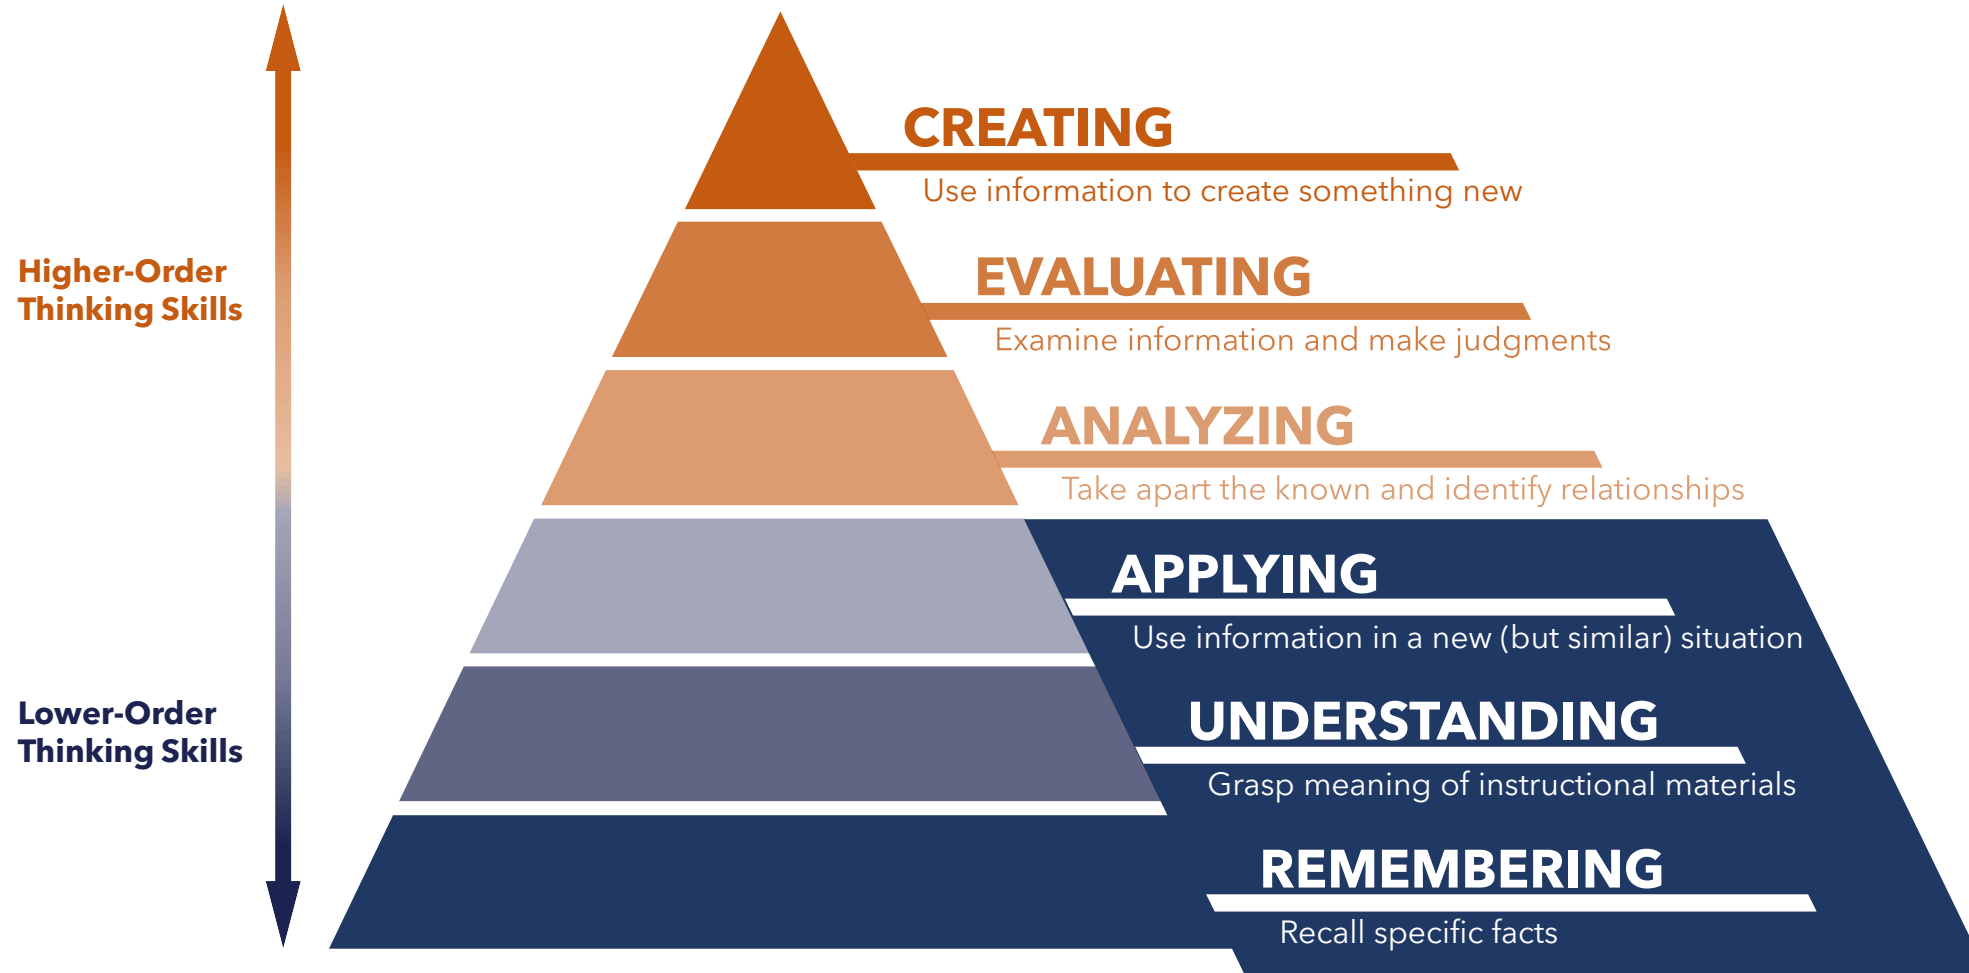 CREATING
Use information to create something new
EVALUATING
Examine information and make judgments
ANALYZING
Take apart the known and identify relationships
APPLYING
Use information in a new (but similar) situation
UNDERSTANDING
Grasp meaning of instructional materials
REMEMBERING
Recall specific facts
Higher-Order
Thinking Skills
Lower-Order
Thinking Skills